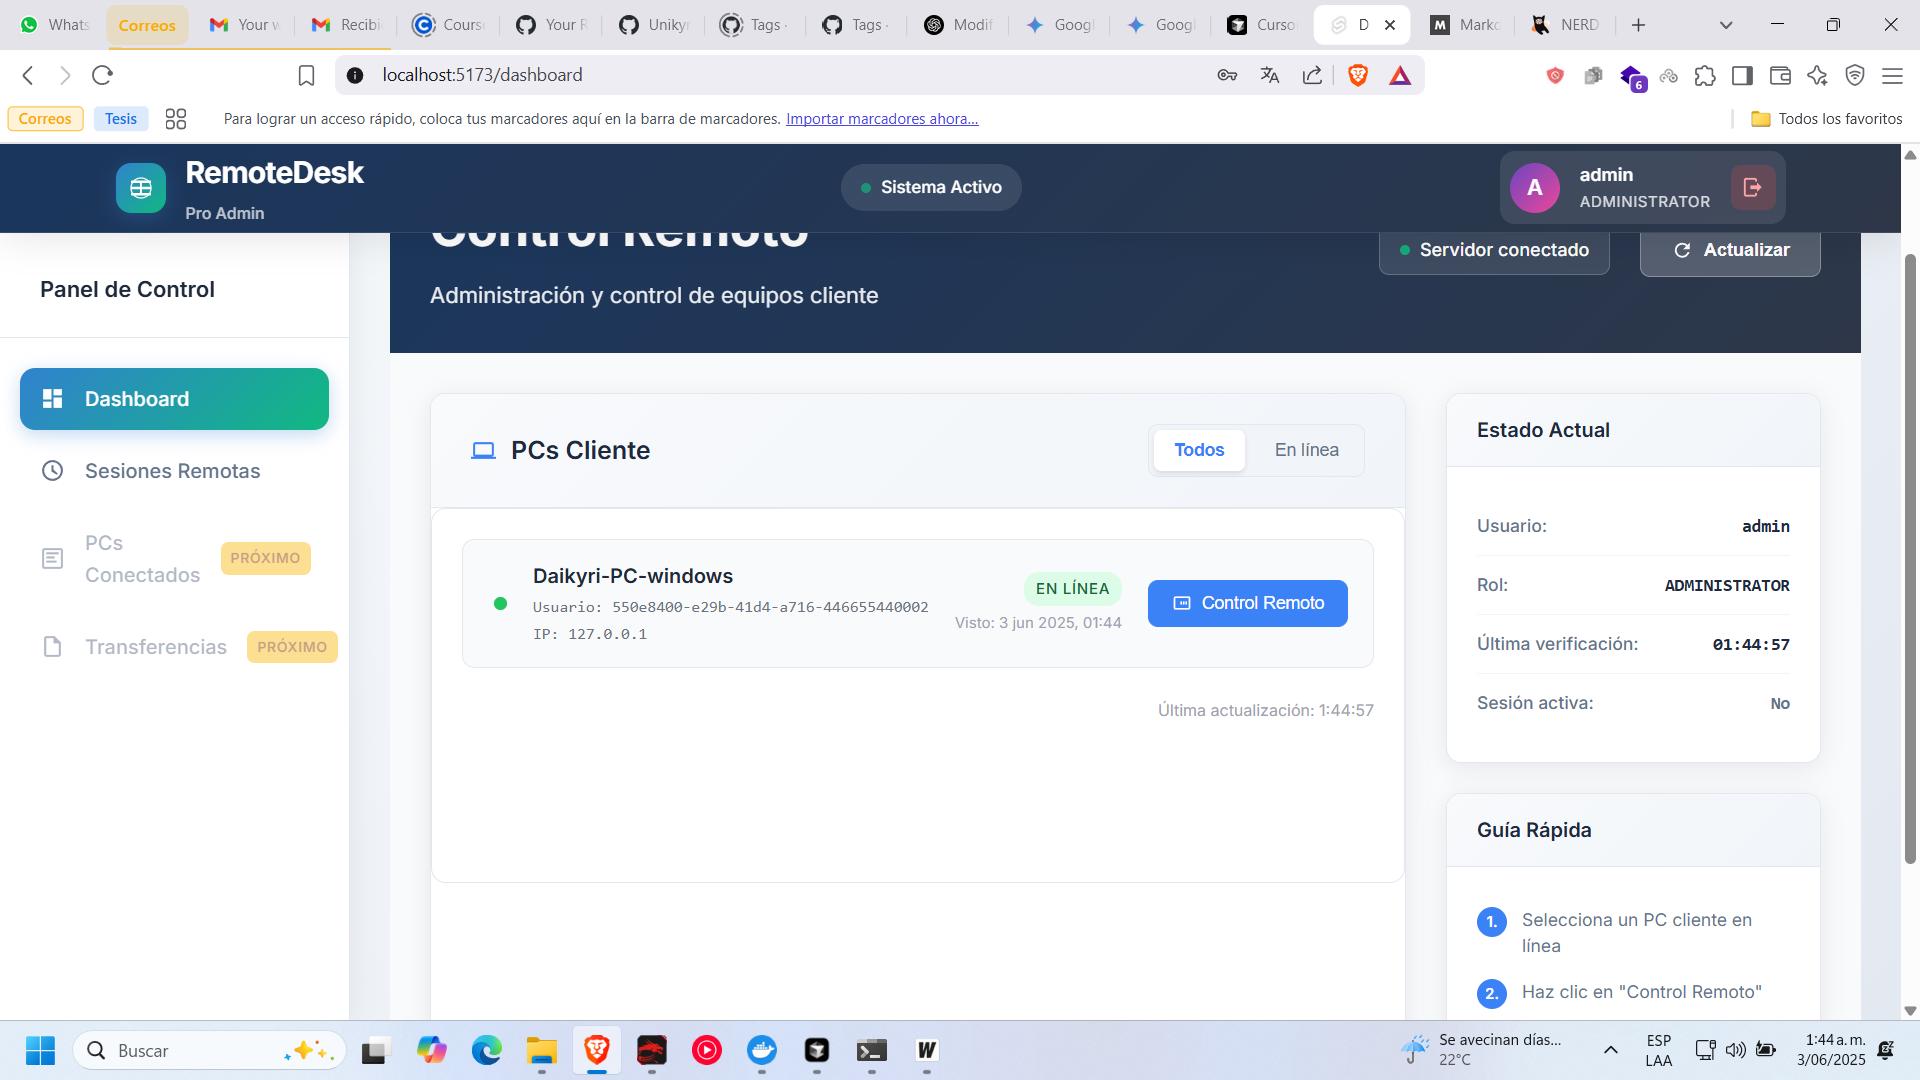 Whats
Correos
Your w
Recibi
Cours
Your R
Uniky
Tags ·
Tags ·
Modif
Googl
Googl
Curso
D
Marko
NERD
localhost:5173/dashboard
6
Correos
Tesis
Para lograr un acceso rápido, coloca tus marcadores aquí en la barra de marcadores. Importar marcadores ahora...
Todos los favoritos
RemoteDesk
Pro Admin
Sistema Activo
A
admin
ADMINISTRATOR
Panel de Control
Dashboard
Sesiones Remotas
PCs
Conectados
PRÓXIMO
Transferencias
PRÓXIMO
Control Remoto
Administración y control de equipos cliente
Servidor conectado
Actualizar
PCs Cliente
Todos
En línea
Daikyri-PC-windows
Usuario: 550e8400-e29b-41d4-a716-446655440002
IP: 127.0.0.1
EN LÍNEA
Visto: 3 jun 2025, 01:44
Control Remoto
Última actualización: 1:44:57
Estado Actual
Usuario: admin
Rol: ADMINISTRATOR
Última verificación: 01:44:57
Sesión activa: No
Guía Rápida
1. Selecciona un PC cliente en
línea
2. Haz clic en "Control Remoto"
Buscar
Se avecinan días...
22°C
ESP
LAA
1:44 a. m.
3/06/2025